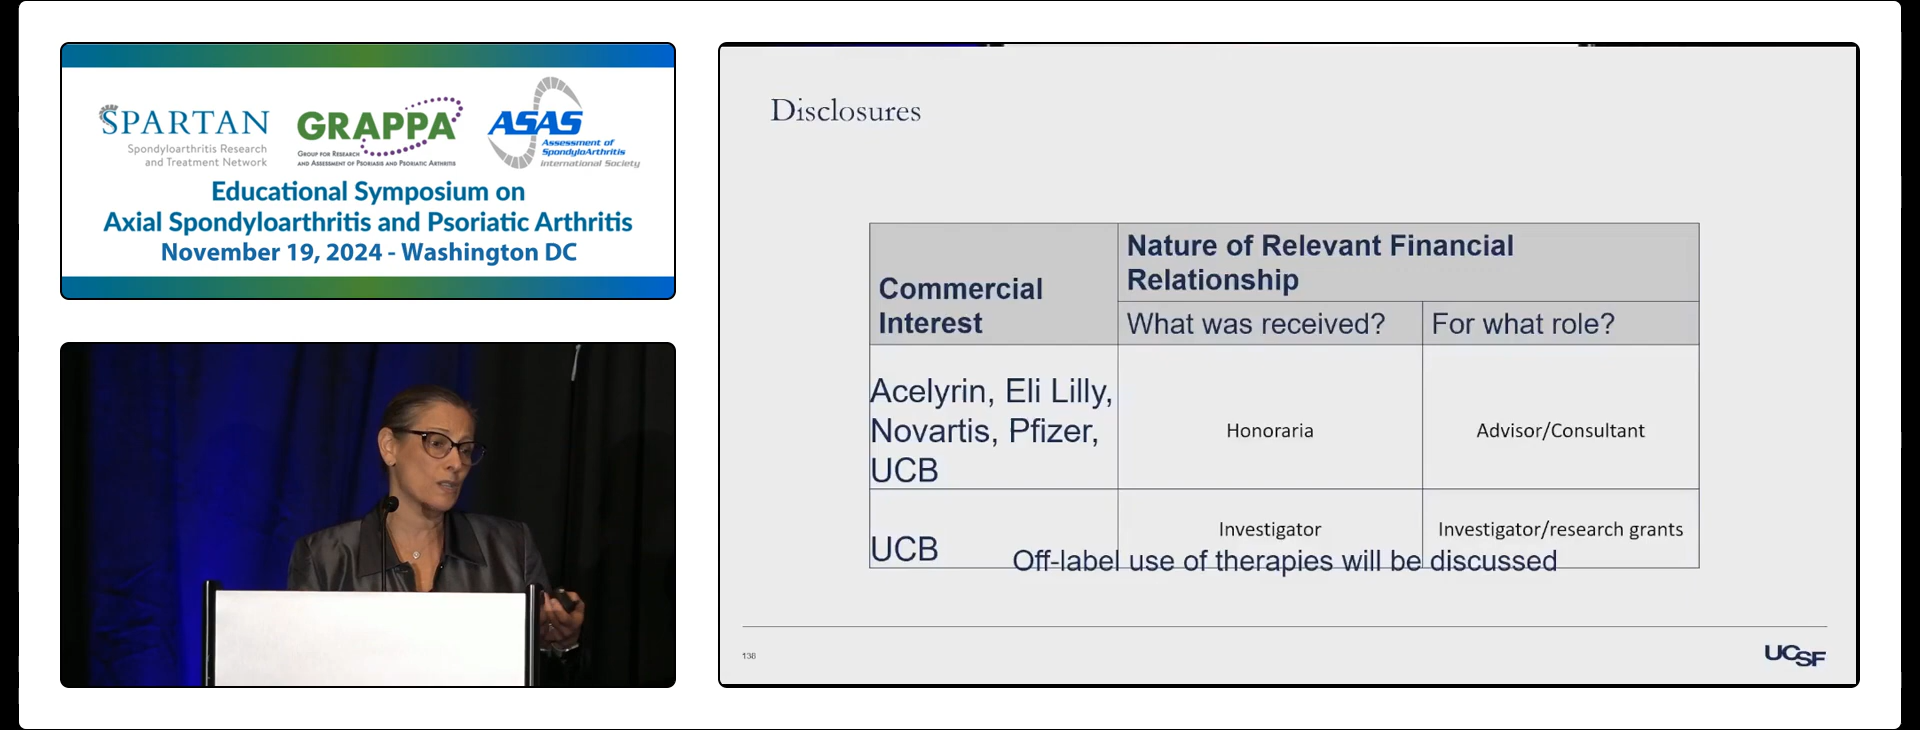 SPARTAN
Spondyloarthritis Research
and Treatment Network
GRAPPA
Group for Research
and Assessment of Psoriasis and Psoriatic Arthritis
ASAS
Assessment of
SpondyloArthritis
International Society
Educational Symposium on
Axial Spondyloarthritis and Psoriatic Arthritis
November 19, 2024 - Washington DC
Disclosures
Commercial
Interest
Nature of Relevant Financial
Relationship
What was received?
For what role?
Acelyrin, Eli Lilly,
Novartis, Pfizer,
UCB
Honoraria
Advisor/Consultant
UCB
Investigator
Investigator/research grants
Off-label use of therapies will be discussed
138
UCSF